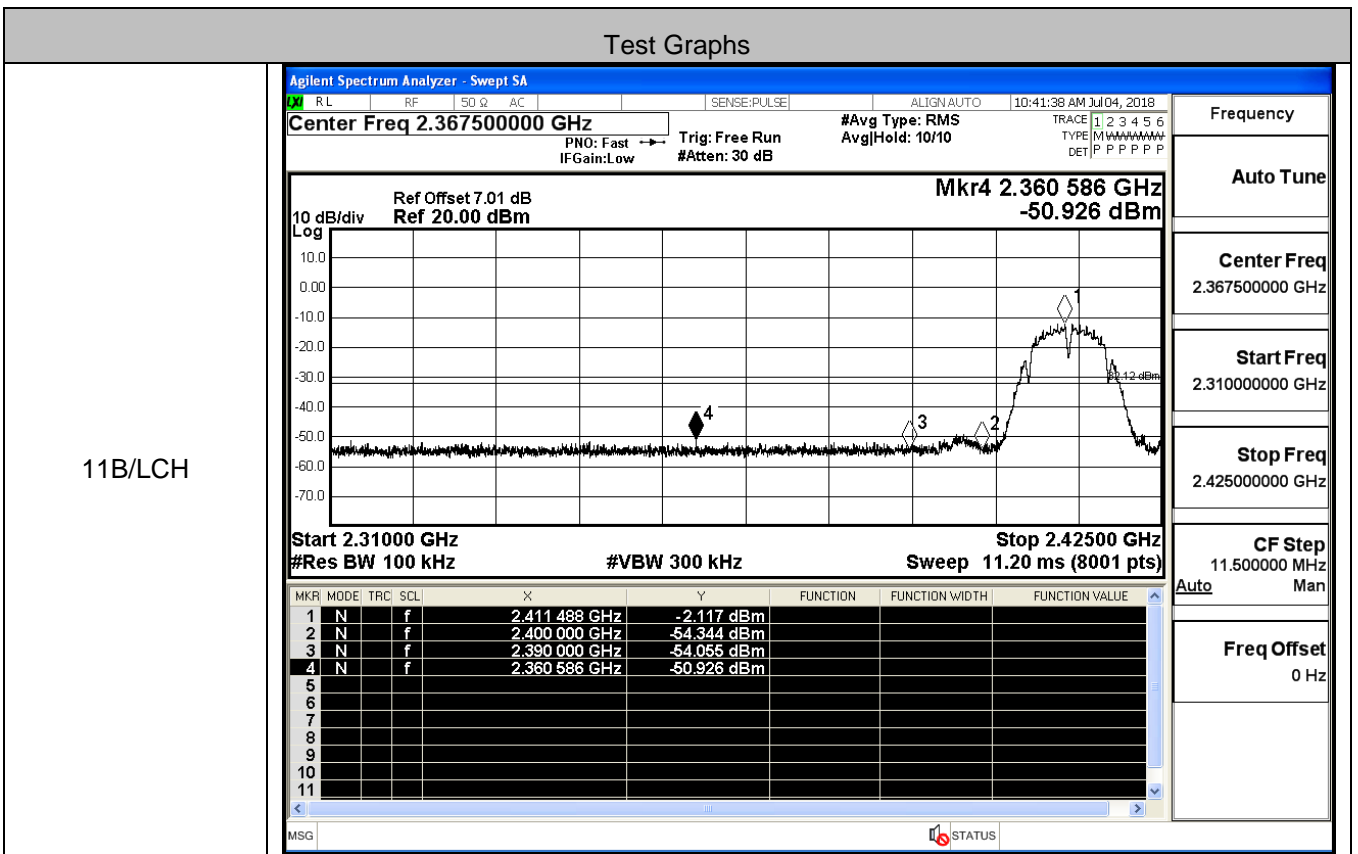 Test Graphs
11B/LCH
Agilent Spectrum Analyzer - Swept SA
LXI RL RF 50 Ω AC SENSE:PULSE ALIGN AUTO 10:41:38 AM Jul 04, 2018
Center Freq 2.367500000 GHz
PNO: Fast
IFGain:Low
Trig: Free Run
#Atten: 30 dB
#Avg Type: RMS
Avg|Hold: 10/10
TRACE 1 2 3 4 5 6
TYPE M W W W W W
DET P P P P P P
Mkr4 2.360 586 GHz
-50.926 dBm
Ref Offset 7.01 dB
10 dB/div Ref 20.00 dBm
Log
10.0
0.00
-10.0
-20.0
-30.0
-40.0
-50.0
-60.0
-70.0
1
-32.12 dBm
4
3
2
Start 2.31000 GHz
Stop 2.42500 GHz
#Res BW 100 kHz
#VBW 300 kHz
Sweep 11.20 ms (8001 pts)
MKR MODE TRC SCL X Y FUNCTION FUNCTION WIDTH FUNCTION VALUE
1 N f 2.411 488 GHz -2.117 dBm
2 N f 2.400 000 GHz -54.344 dBm
3 N f 2.390 000 GHz -54.055 dBm
4 N f 2.360 586 GHz -50.926 dBm
5
6
7
8
9
10
11
MSG
STATUS
Frequency
Auto Tune
Center Freq
2.367500000 GHz
Start Freq
2.310000000 GHz
Stop Freq
2.425000000 GHz
CF Step
11.500000 MHz
Auto Man
Freq Offset
0 Hz